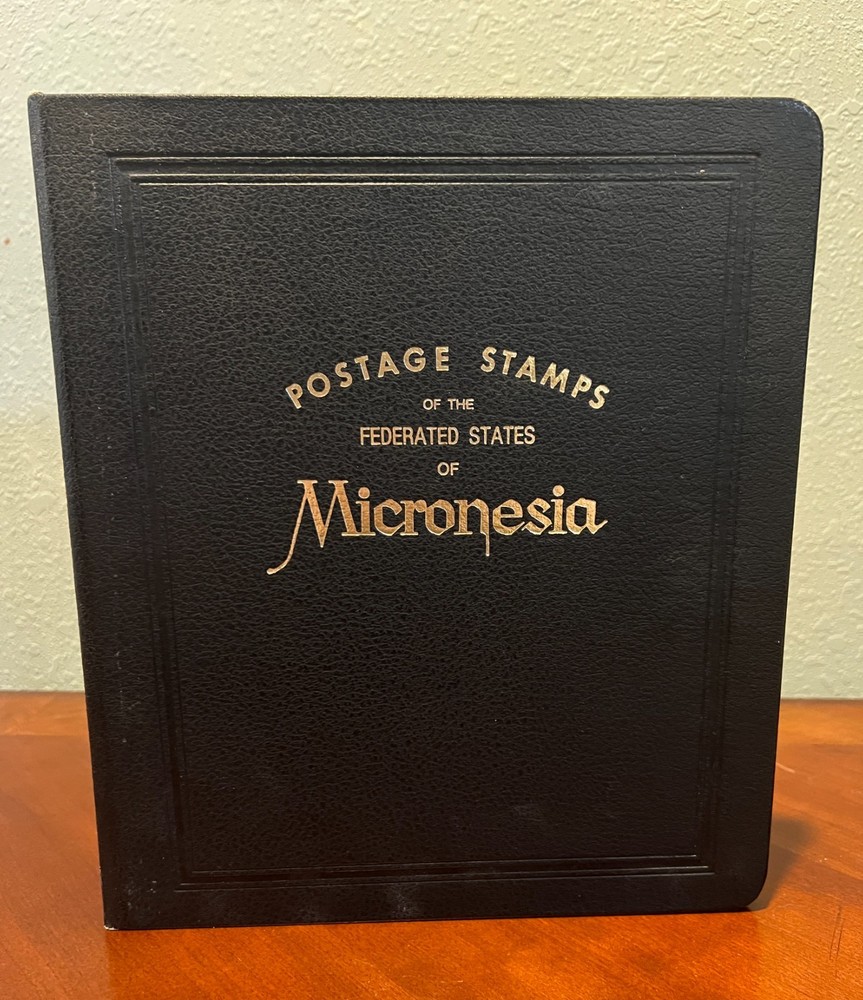 POSTAGE STAMPS
OF THE
FEDERATED STATES
OF
Micronesia